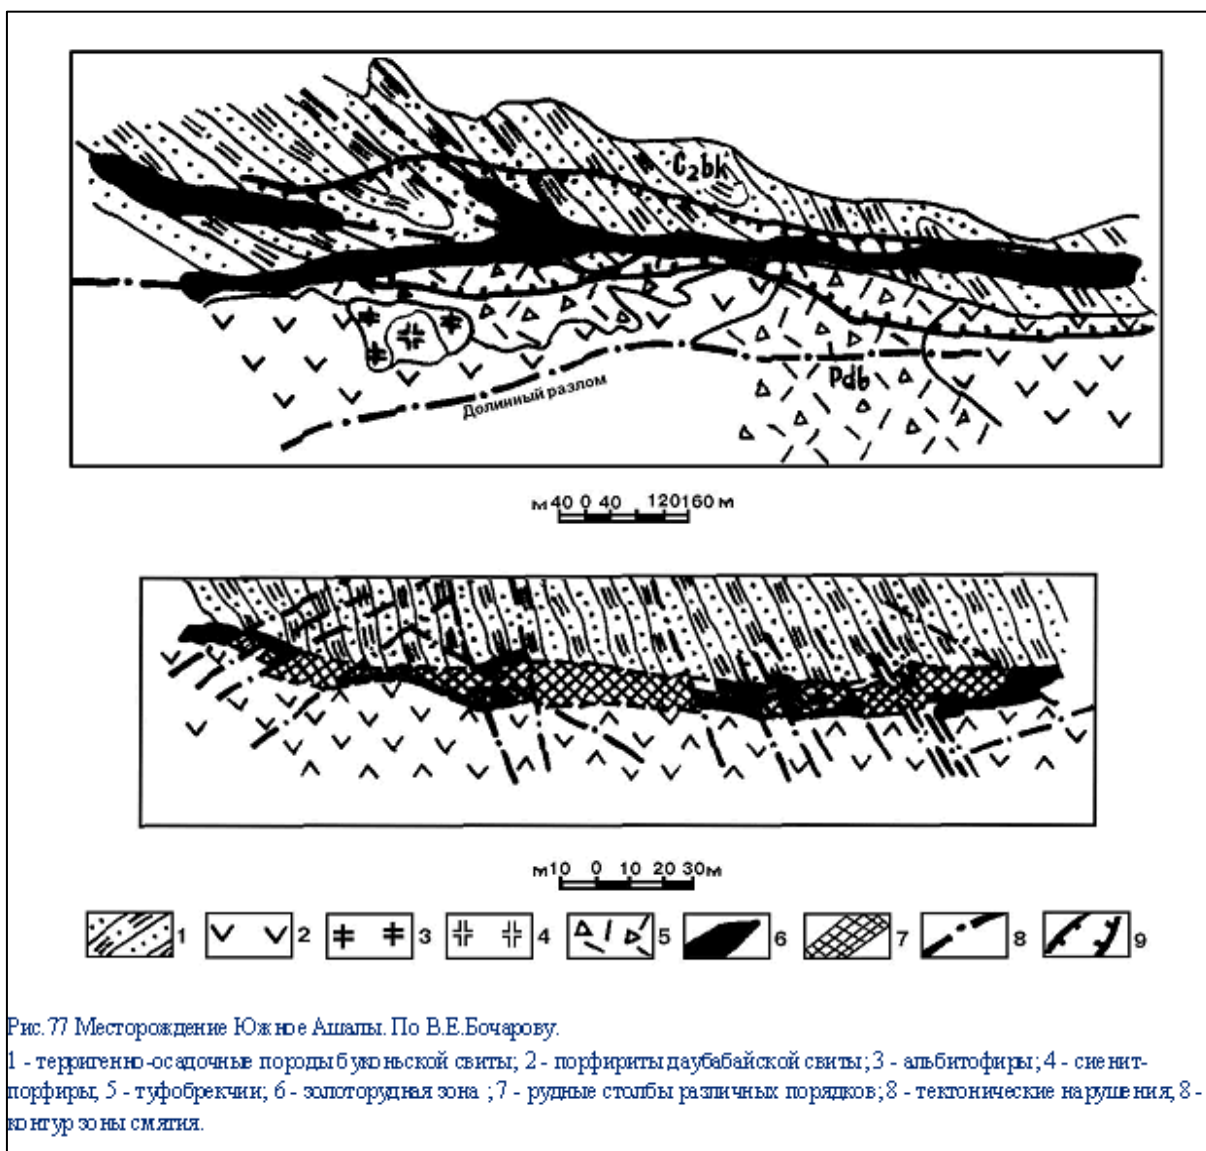 C₂bk
Pdb
Долинный разлом
м 40 0 40 120 160 м
м10 0 10 20 30м
1 2 3 4 5 6 7 8 9
Рис.77 Месторождение Южное Ашалы. По В.Е.Бочарову.
1 - терригенно-осадочные породы буконьской свиты; 2 - порфириты даубабайской свиты; 3 - альбитофиры; 4 - сиенит-
порфиры, 5 - туфобрекчии; 6 - золоторудная зона ; 7 - рудные столбы различных порядков; 8 - тектонические нарушения, 8 -
контур зоны смятия.